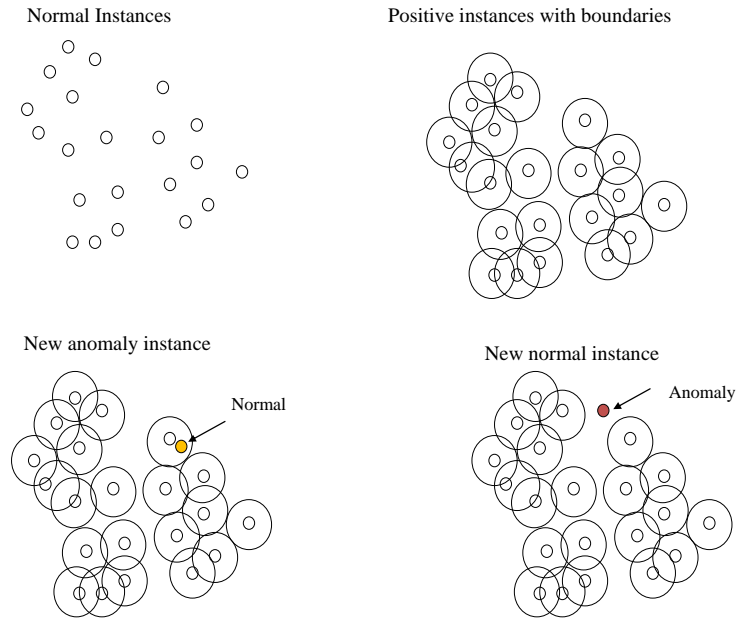 Normal Instances
Positive instances with boundaries
New anomaly instance
Normal
New normal instance
Anomaly